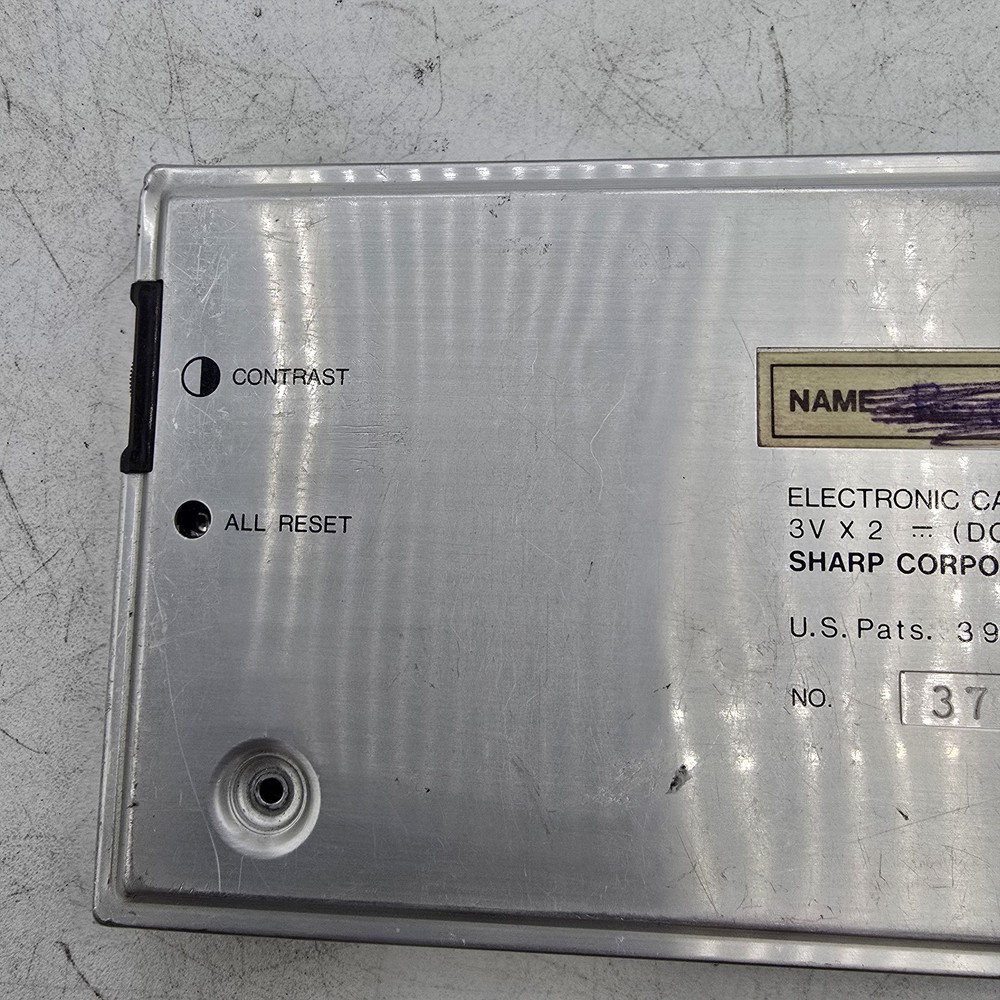 CONTRAST
ALL RESET
NAME
ELECTRONIC CA
3V X 2 ⎓ (DC
SHARP CORPO
U.S. Pats. 39
NO. 37